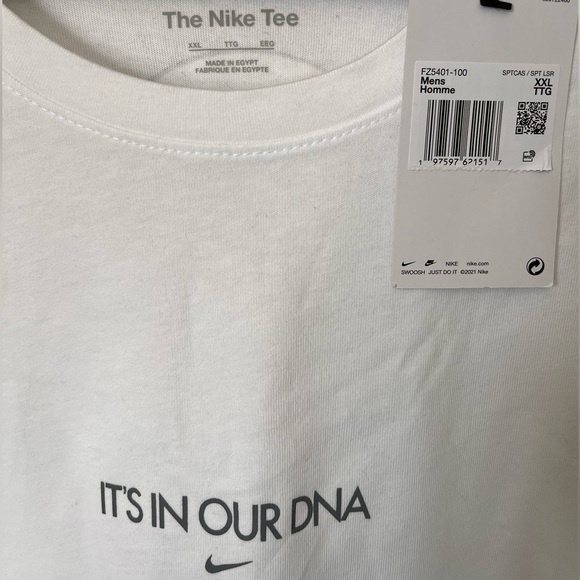 The Nike Tee
XXL TTG EEG
MADE IN EGYPT
FABRIQUE EN EGYPTE
FZ5401-100
Mens
Homme
SPTCAS / SPT LSR
XXL
TTG
1 97597 62151 7
NIKE nike.com
SWOOSH JUST DO IT ©2021 Nike
IT'S IN OUR DNA